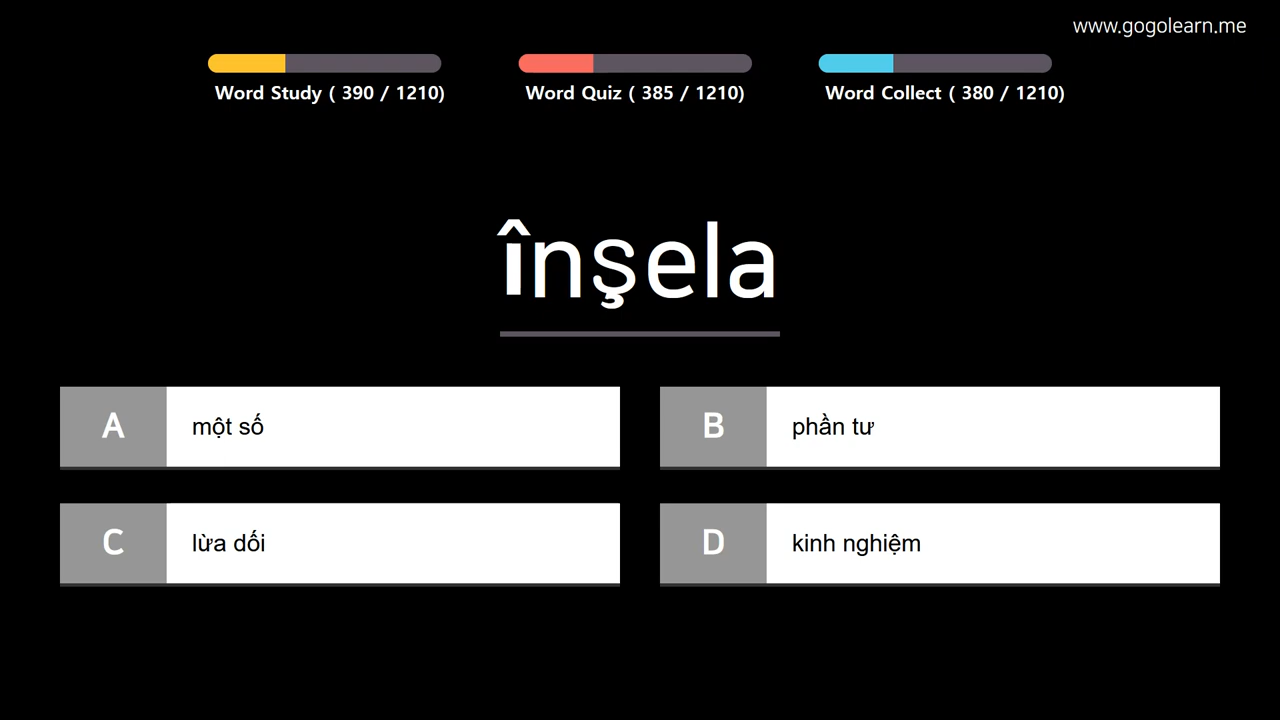 www.gogolearn.me
Word Study ( 390 / 1210)
Word Quiz ( 385 / 1210)
Word Collect ( 380 / 1210)
înşela
A
một số
B
phần tư
C
lừa dối
D
kinh nghiệm